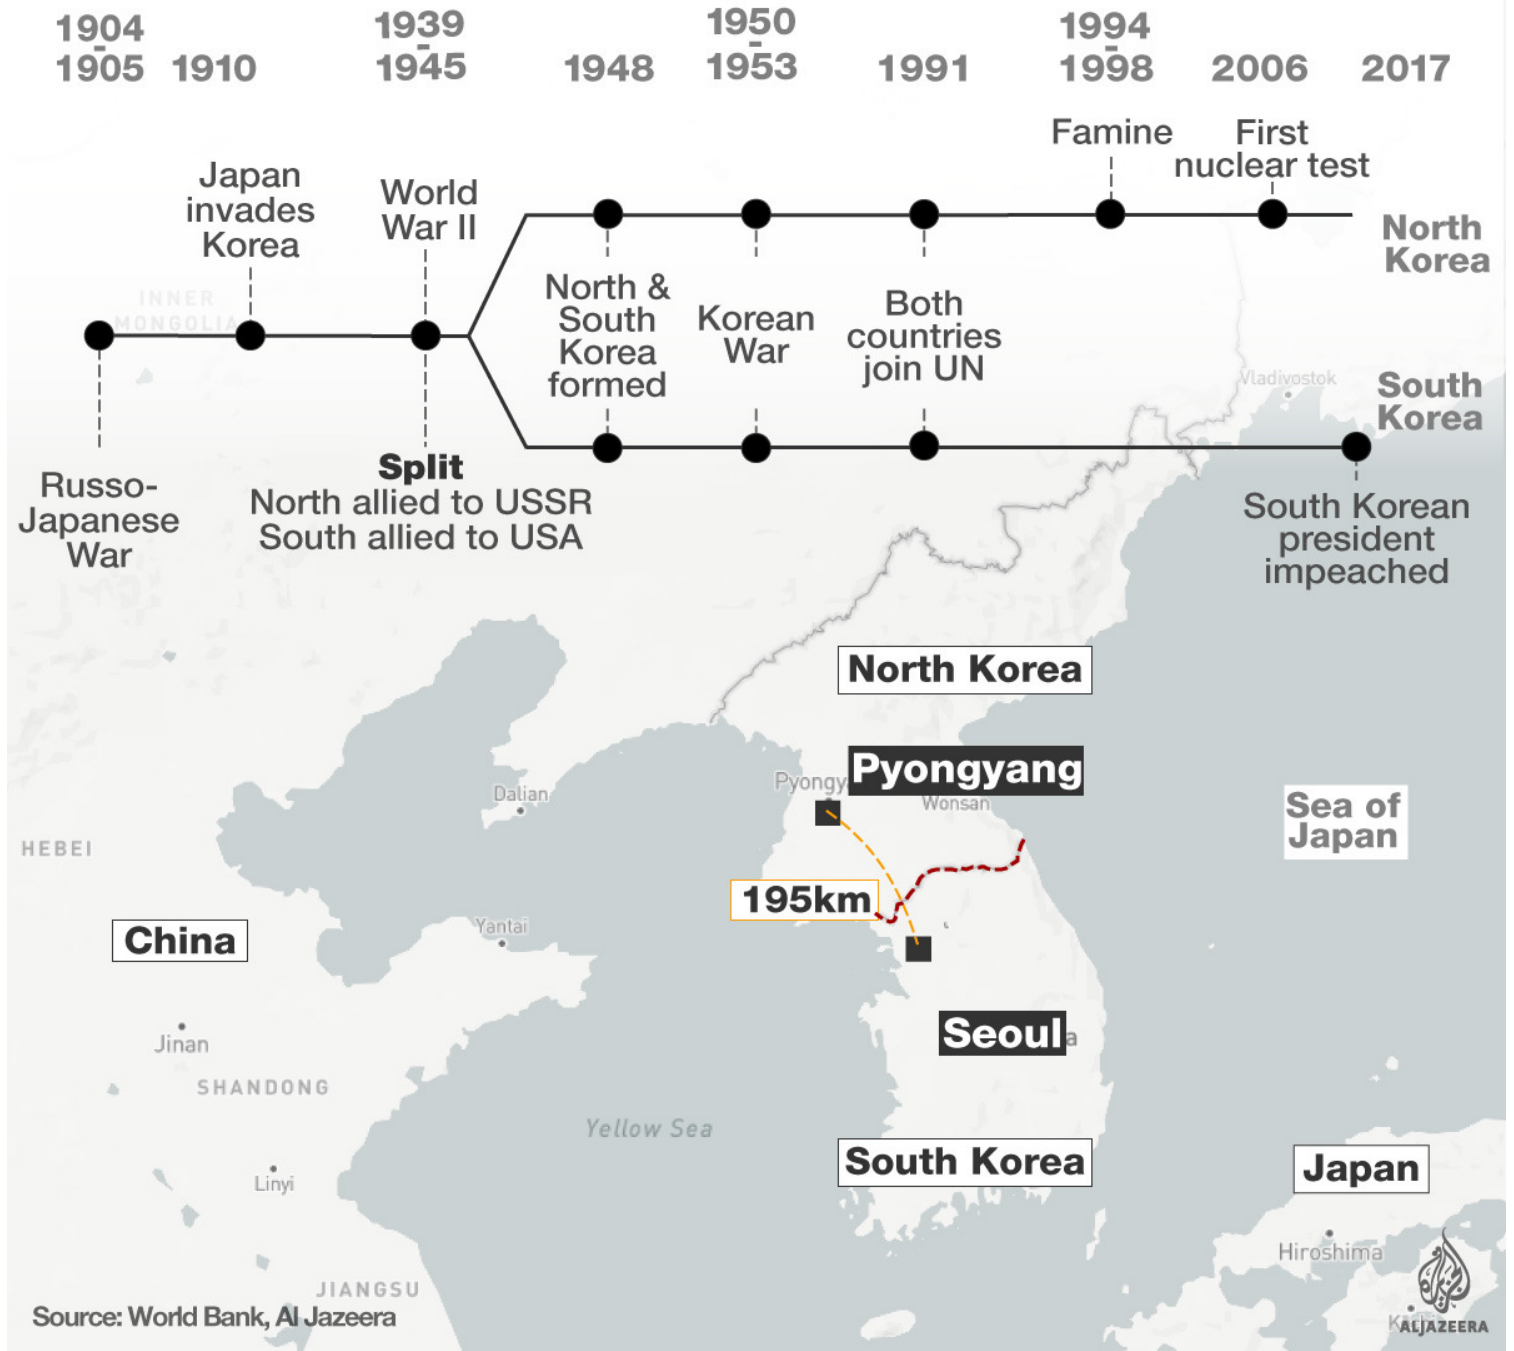 1904
-
1905
1910
1939
-
1945
1948
1950
-
1953
1991
1994
-
1998
2006
2017
Japan
invades
Korea
World
War II
Famine
First
nuclear test
North
Korea
North &
South
Korea
formed
Korean
War
Both
countries
join UN
South
Korea
Russo-
Japanese
War
Split
North allied to USSR
South allied to USA
South Korean
president
impeached
INNER
MONGOLIA
Vladivostok
North Korea
Pyongyang
Pyongy
Wonsan
Dalian
Sea of
Japan
HEBEI
195km
China
Yantai
Seoul
a
Jinan
SHANDONG
Yellow Sea
South Korea
Japan
Linyi
Hiroshima
JIANGSU
Source: World Bank, Al Jazeera
ALJAZEERA